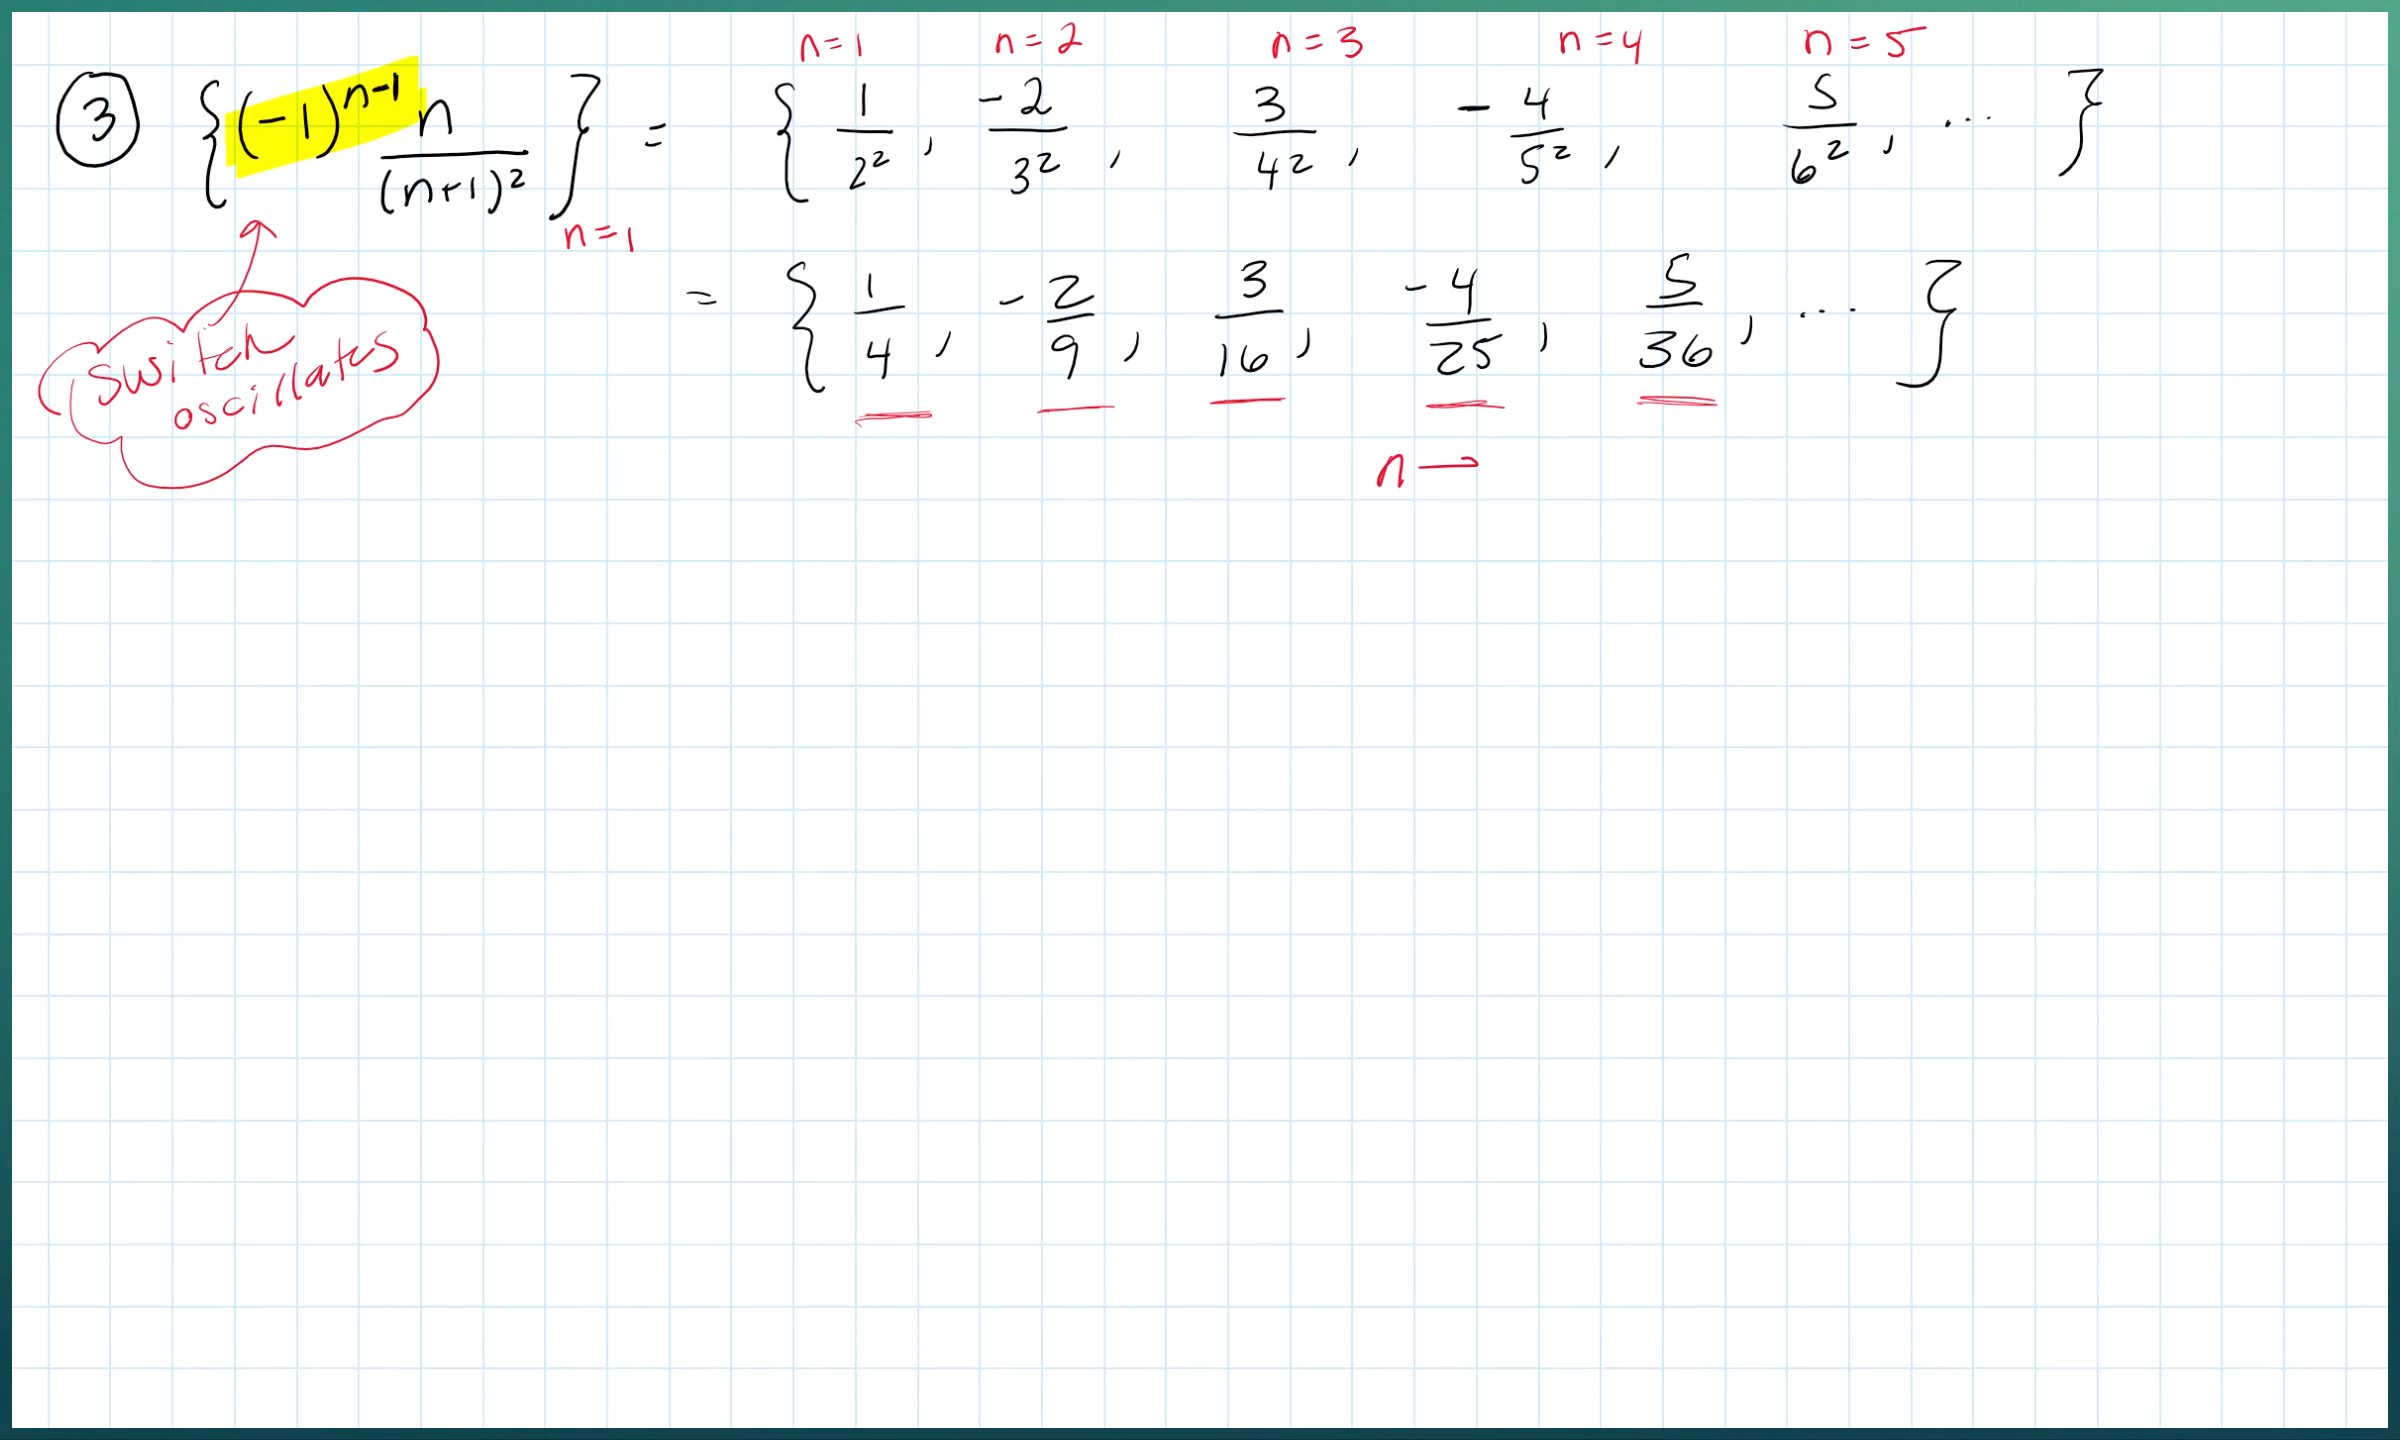 n=1 n=2 n=3 n=4 n=5
③ {(-1)^{n-1} n/(n+1)²}_{n=1} = {1/2², -2/3², 3/4², -4/5², 5/6², ... }
= {1/4, -2/9, 3/16, -4/25, 5/36, ... }
switch
oscillates
n →